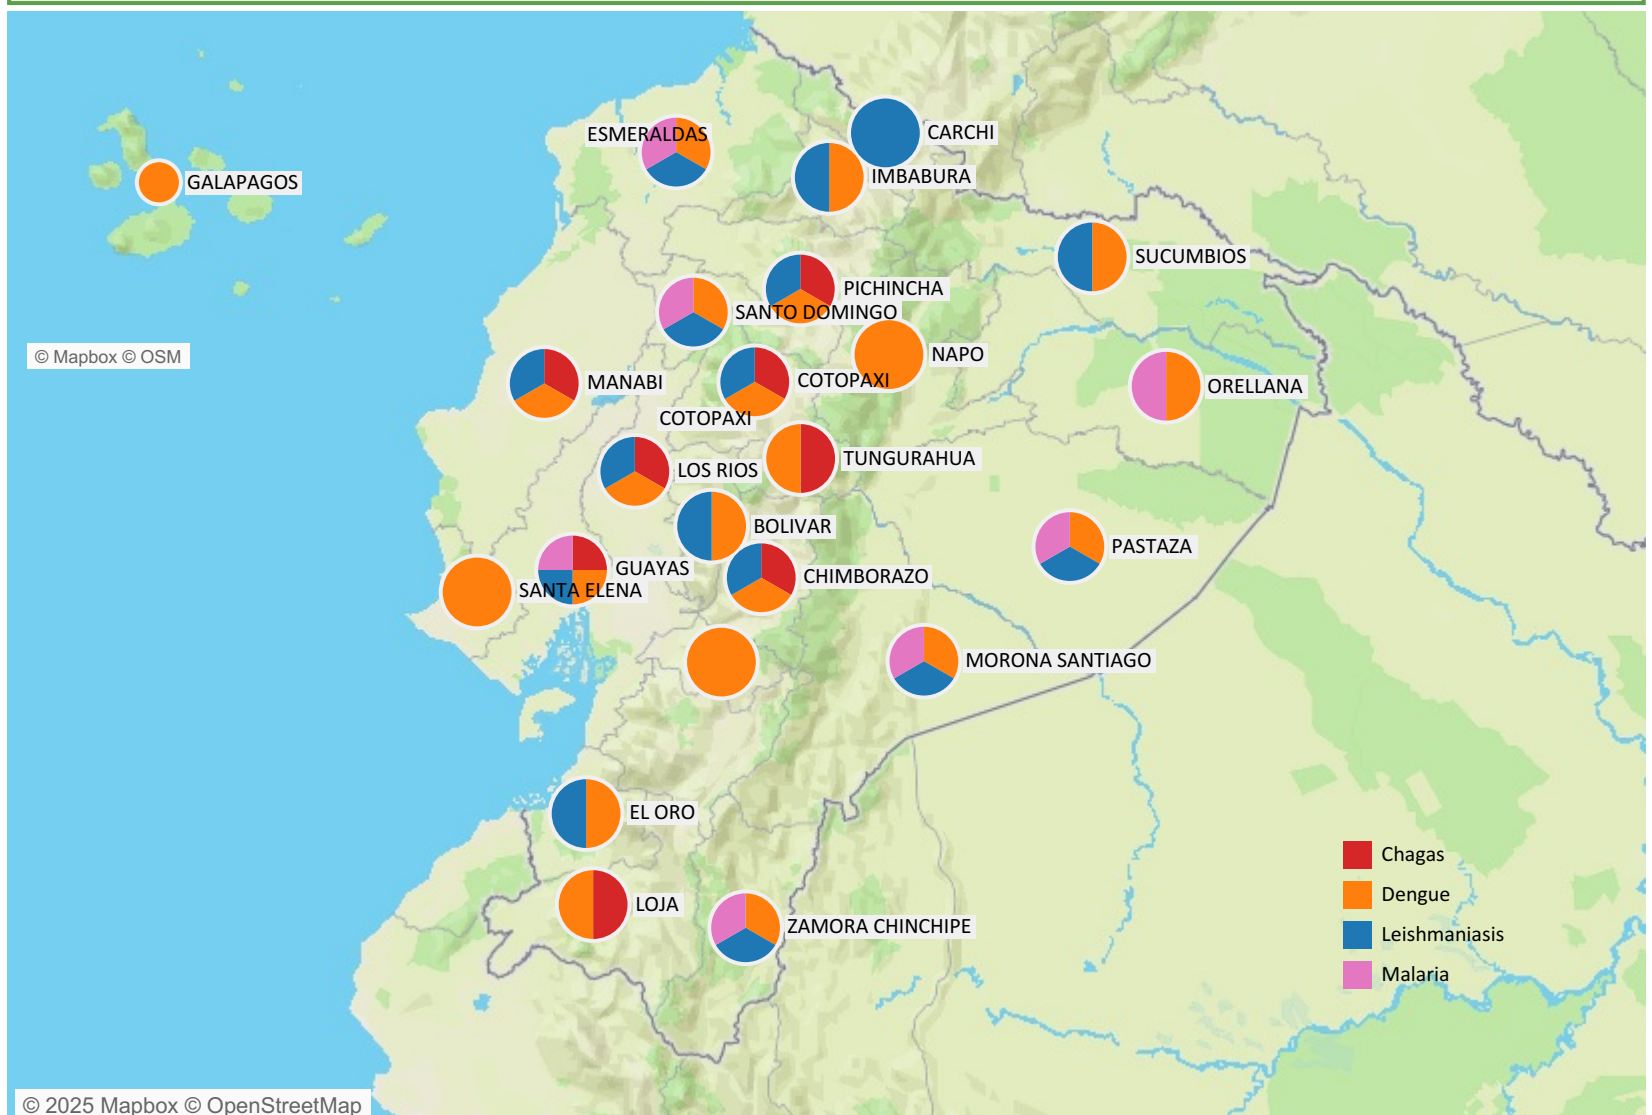 ESMERALDAS
CARCHI
IMBABURA
GALAPAGOS
SUCUMBIOS
PICHINCHA
SANTO DOMINGO
© Mapbox © OSM
NAPO
MANABI
COTOPAXI
ORELLANA
COTOPAXI
LOS RIOS
TUNGURAHUA
BOLIVAR
PASTAZA
GUAYAS
CHIMBORAZO
SANTA ELENA
MORONA SANTIAGO
EL ORO
Chagas
Dengue
LOJA
ZAMORA CHINCHIPE
Leishmaniasis
Malaria
© 2025 Mapbox © OpenStreetMap